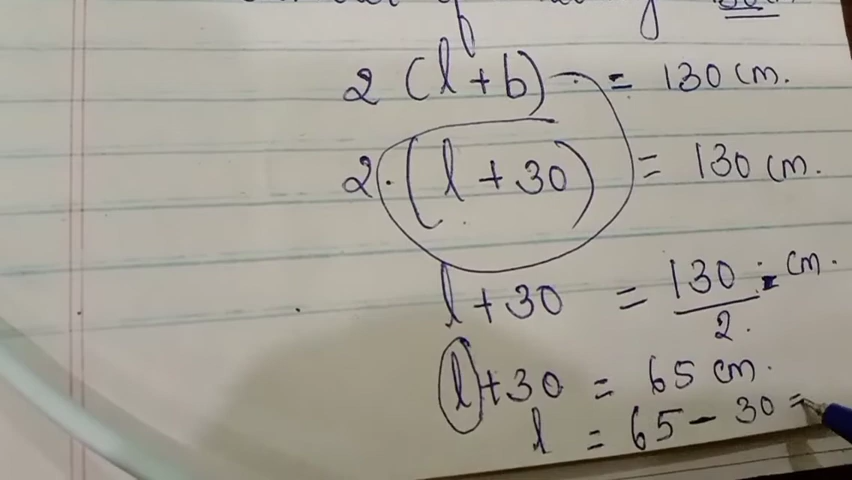 2 (l + b) = 130 cm.
2 · (l + 30) = 130 cm.
l + 30 = 130/2 cm.
l + 30 = 65 cm.
l = 65 - 30 =